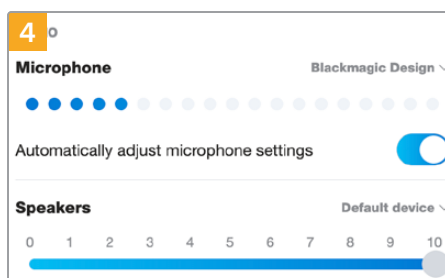 4
o
Microphone Blackmagic Design
Automatically adjust microphone settings
Speakers Default device
0 1 2 3 4 5 6 7 8 9 10